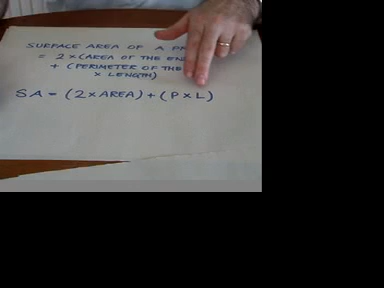 SURFACE AREA OF A
= 2 × (AREA OF THE
+ (PERIMETER OF THE
× LENGTH)
SA = (2 × AREA) + (P × L)